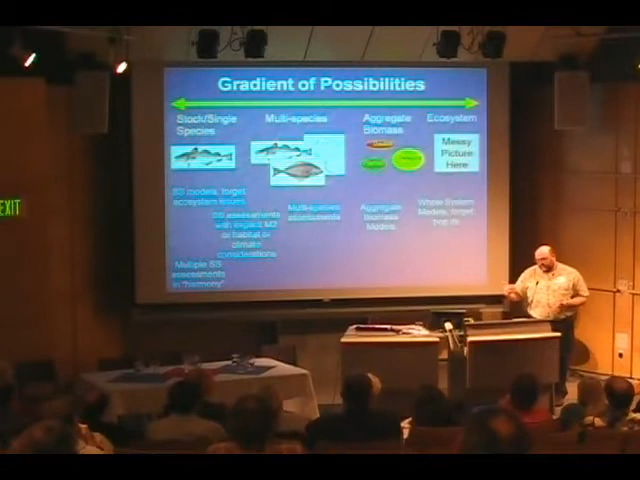 Gradient of Possibilities
Stock/Single
Species
Multi-species
Aggregate
Biomass
Ecosystem
Messy
Picture
Here
SS models, forget
ecosystem issues
SS assessments
with explicit M2
or habitat or
climate
considerations
Multiple SS
assessments
in "harmony"
Multi-species
assessments
Aggregate
Biomass
Models
Whole System
Models, forget
EXIT